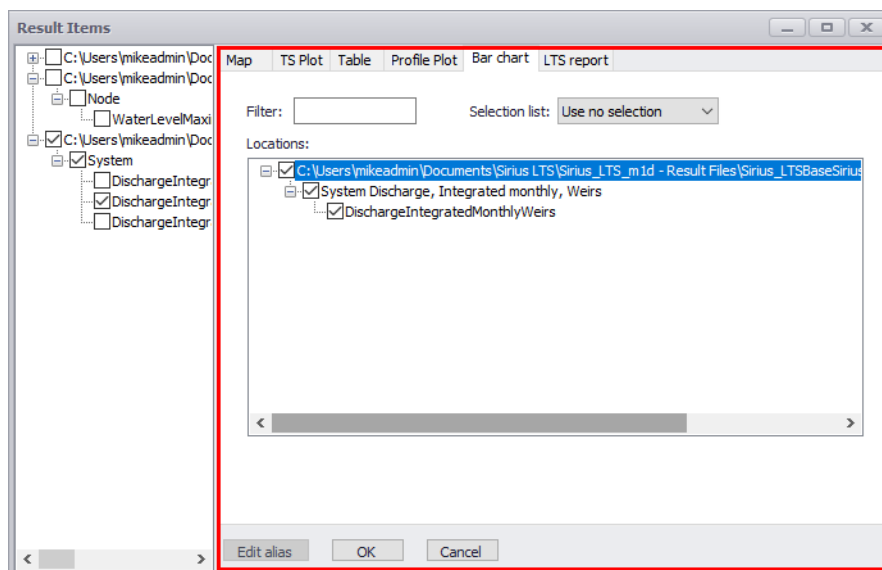 Result Items
C:\Users\mikeadmin\Doc
C:\Users\mikeadmin\Doc
Node
WaterLevelMaxi
C:\Users\mikeadmin\Doc
System
DischargeIntegr
DischargeIntegr
DischargeIntegr
Map TS Plot Table Profile Plot Bar chart LTS report
Filter: Selection list: Use no selection
Locations:
C:\Users\mikeadmin\Documents\Sirius LTS\Sirius_LTS_m1d - Result Files\Sirius_LTSBaseSirius
System Discharge, Integrated monthly, Weirs
DischargeIntegratedMonthlyWeirs
Edit alias OK Cancel